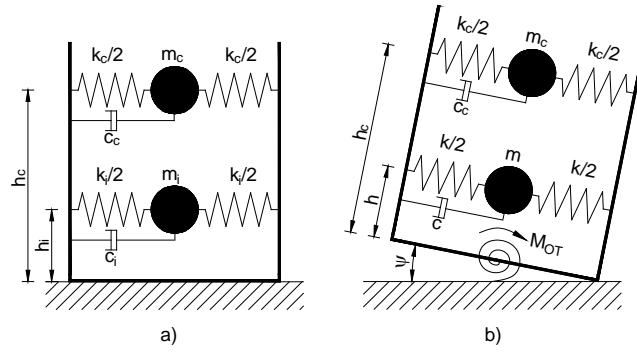 k_c/2
m_c
k_c/2
c_c
h_c
k_i/2
m_i
k_i/2
h_i
c_i
a)
k_c/2
m_c
k_c/2
c_c
h_c
k/2
m
k/2
h
c
M_OT
ψ
b)